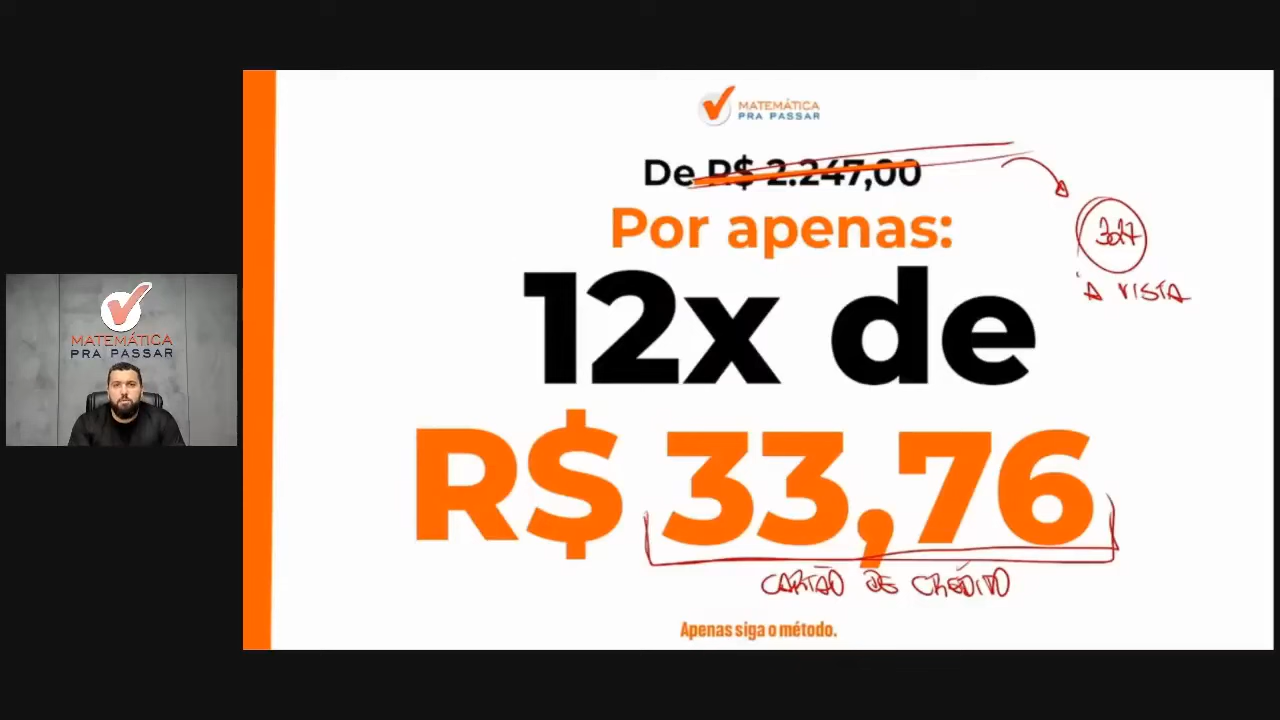 MATEMÁTICA
PRA PASSAR
De R$ 2.247,00
Por apenas:
12x de
R$ 33,76
CARTÃO DE CRÉDITO
À VISTA
Apenas siga o método.
MATEMÁTICA
PRA PASSAR